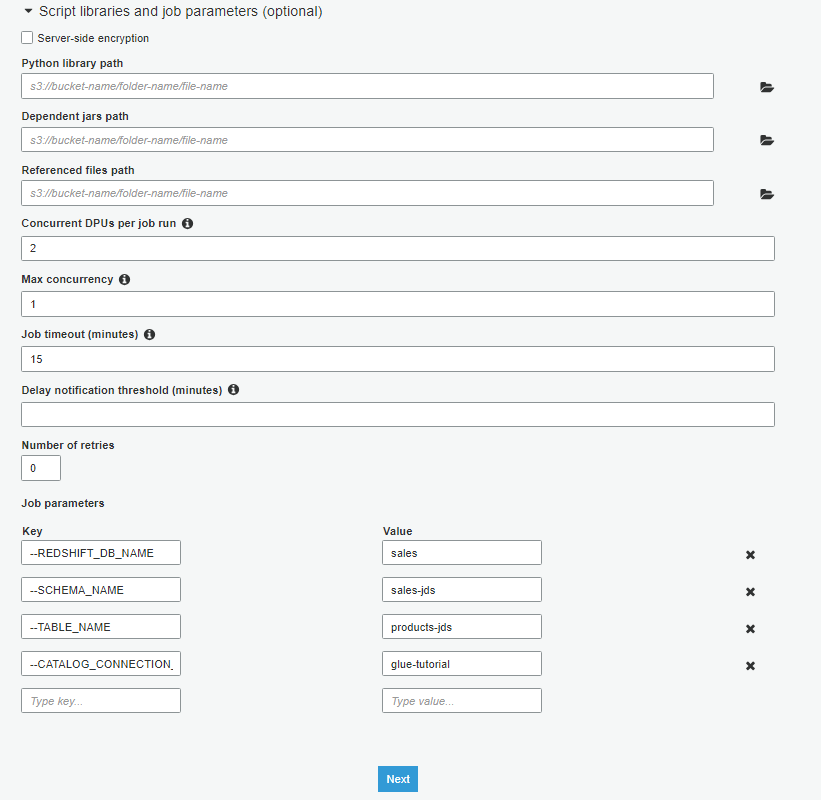 Script libraries and job parameters (optional)
Server-side encryption
Python library path
s3://bucket-name/folder-name/file-name
Dependent jars path
s3://bucket-name/folder-name/file-name
Referenced files path
s3://bucket-name/folder-name/file-name
Concurrent DPUs per job run
2
Max concurrency
1
Job timeout (minutes)
15
Delay notification threshold (minutes)
Number of retries
0
Job parameters
Key Value
--REDSHIFT_DB_NAME sales
--SCHEMA_NAME sales-jds
--TABLE_NAME products-jds
--CATALOG_CONNECTION_ glue-tutorial
Type key... Type value...
Next